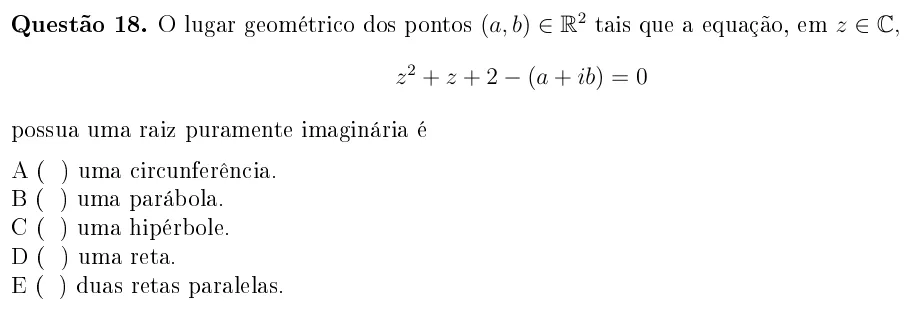 Questão 18. O lugar geométrico dos pontos (a, b) ∈ ℝ² tais que a equação, em z ∈ ℂ,
z² + z + 2 − (a + ib) = 0
possua uma raiz puramente imaginária é
A ( ) uma circunferência.
B ( ) uma parábola.
C ( ) uma hipérbole.
D ( ) uma reta.
E ( ) duas retas paralelas.